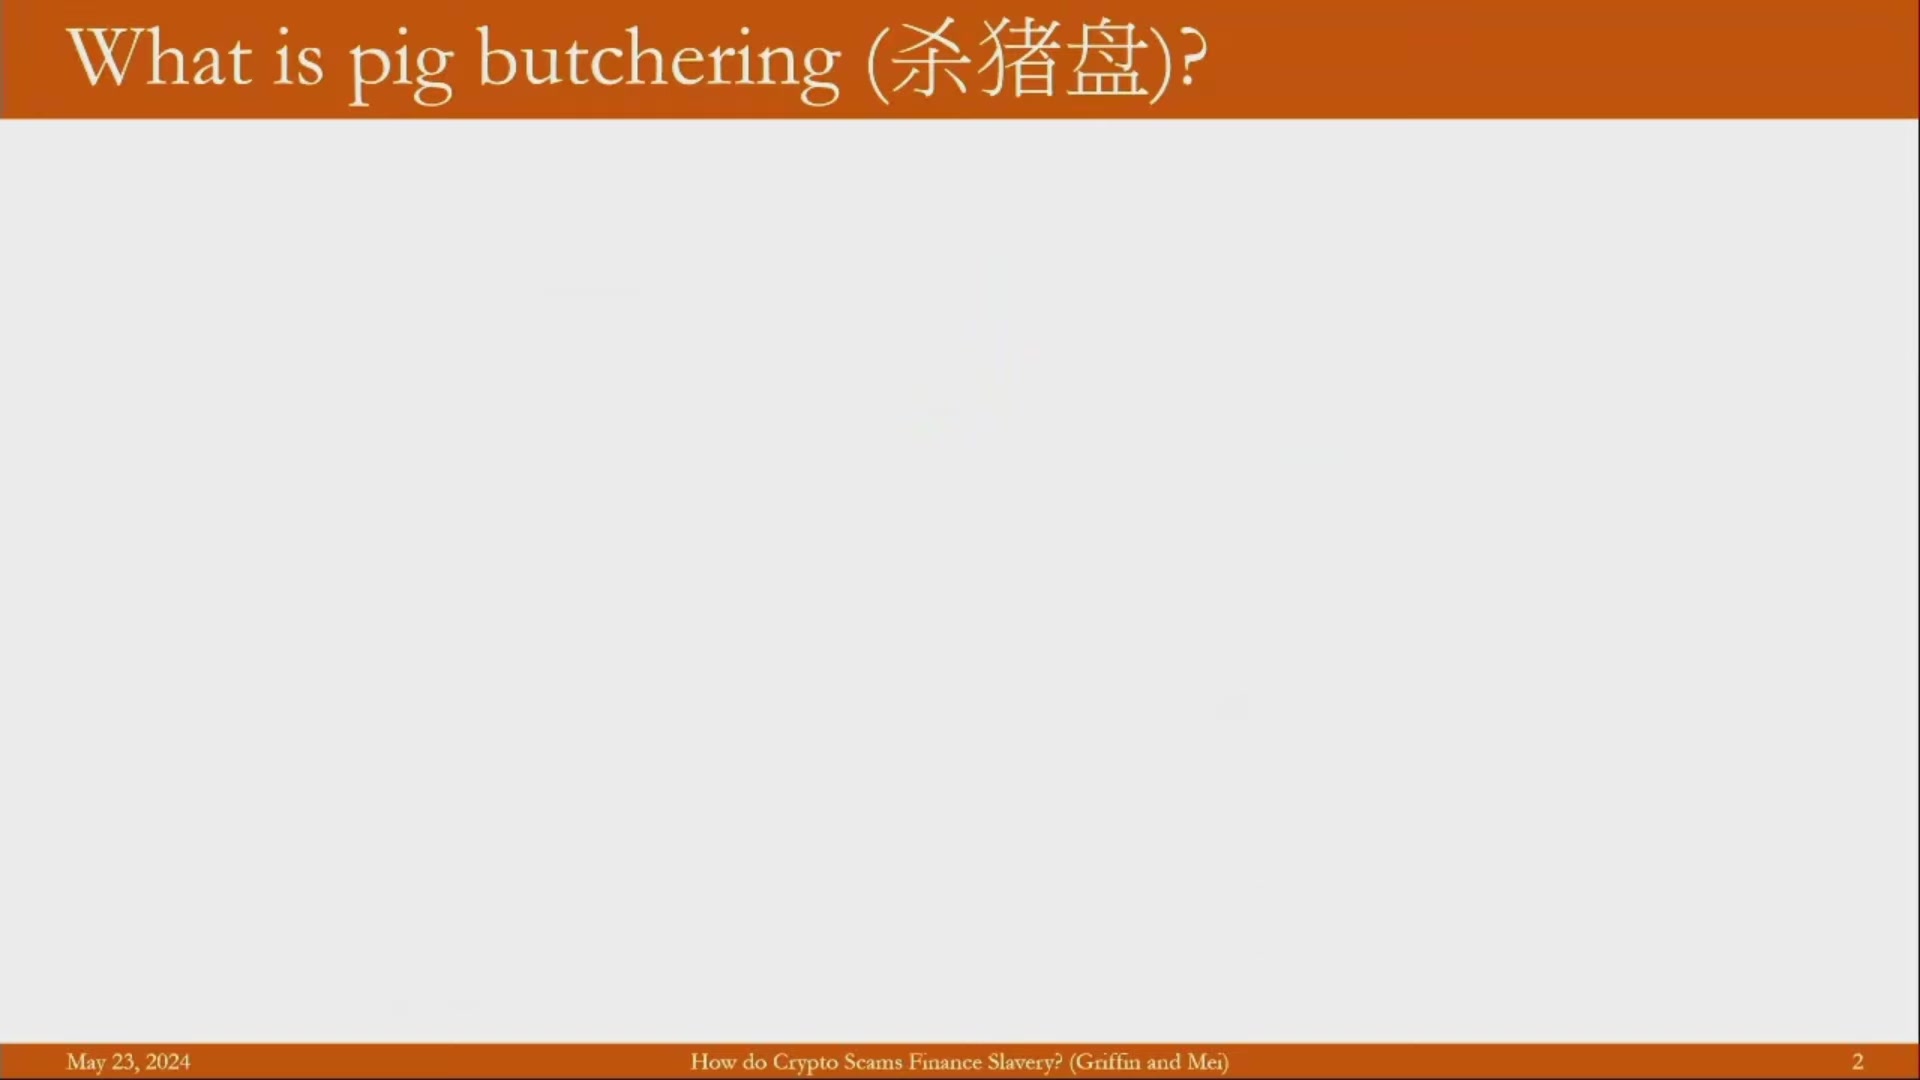 What is pig butchering (杀猪盘)?
May 23, 2024
How do Crypto Scams Finance Slavery? (Griffin and Mei)
2